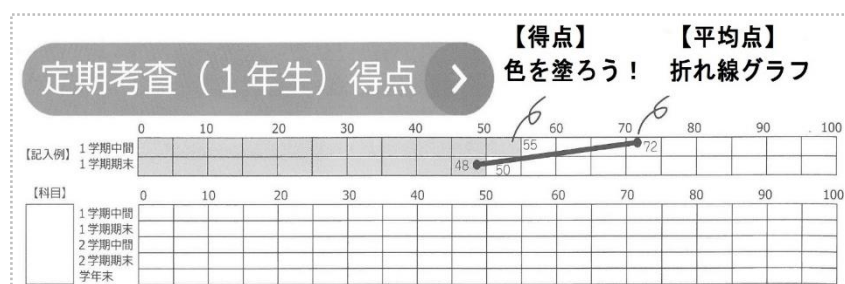 【得点】 【平均点】
定期考査(1年生)得点
色を塗ろう! 折れ線グラフ
0 10 20 30 40 50 60 70 80 90 100
【記入例】 1学期中間 55 72
1学期期末 48 50
【科目】 0 10 20 30 40 50 60 70 80 90 100
1学期中間
1学期期末
2学期中間
2学期期末
学年末